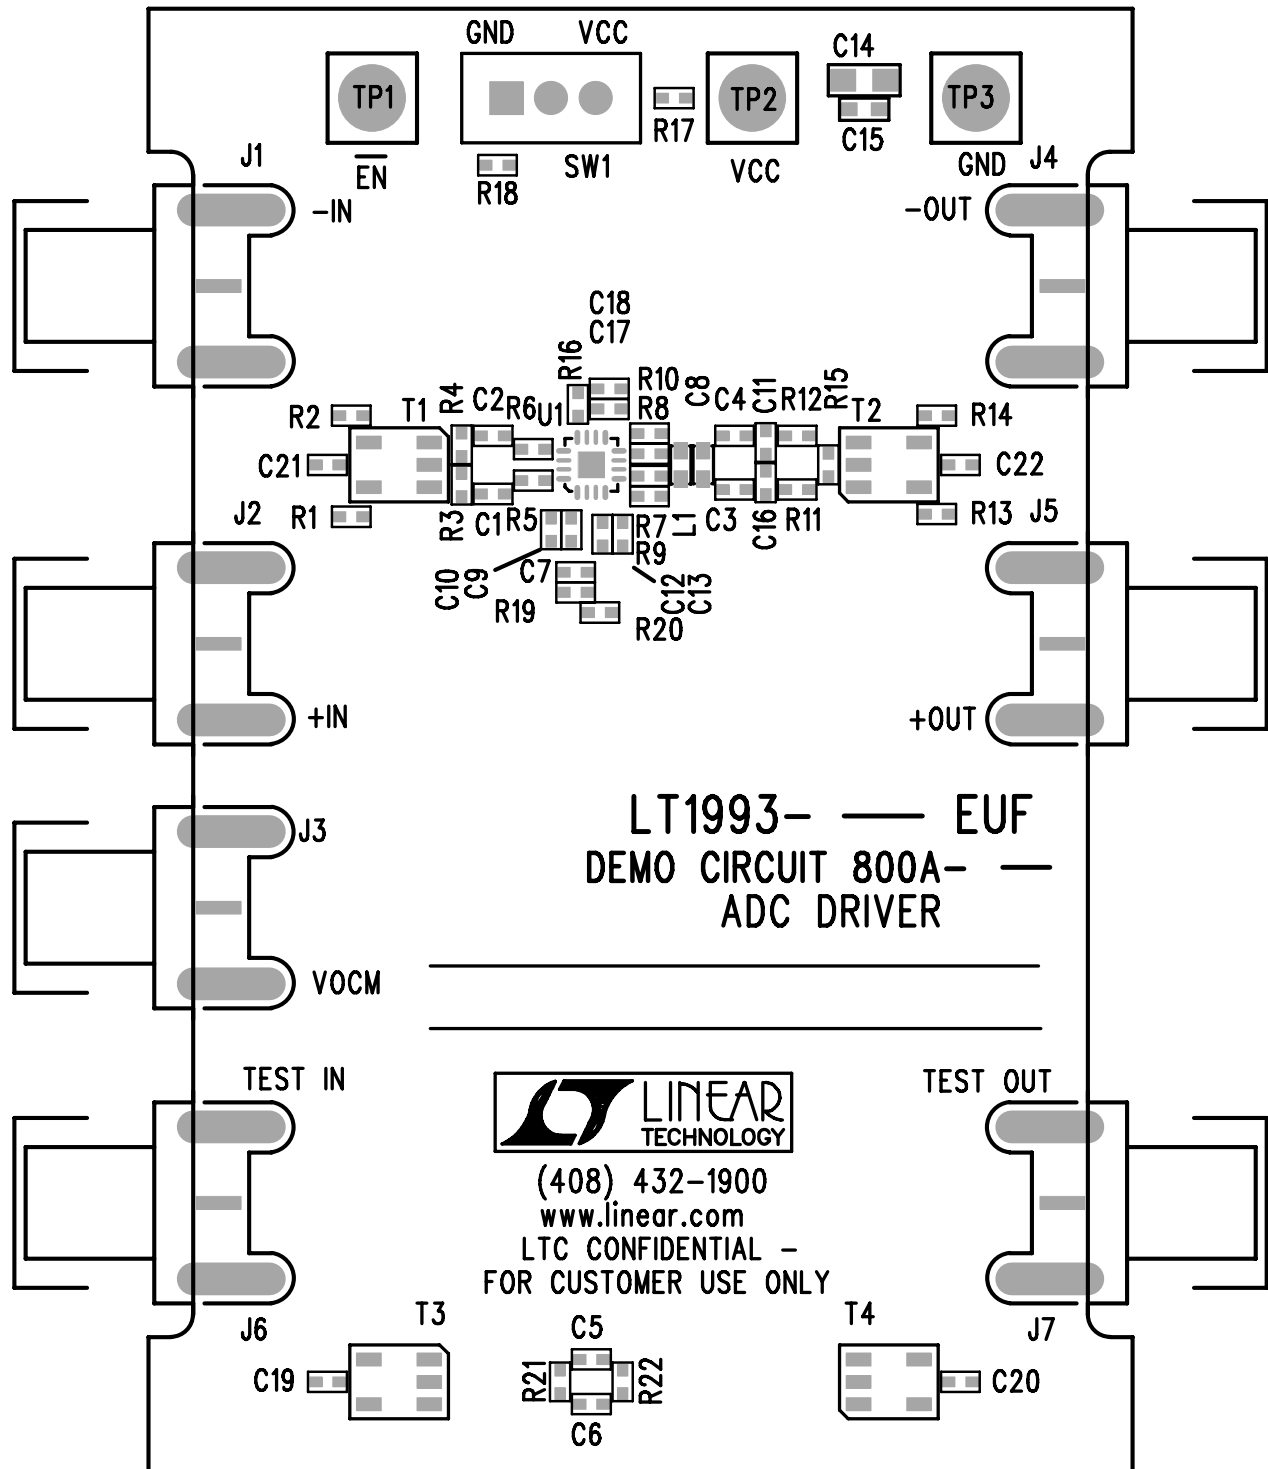 GND VCC
C14
TP1
TP2
TP3
R17
C15
J1
EN
R18
SW1
VCC
GND
J4
-IN
-OUT
C18
C17
R16
R10
R8
C8
C4
C11
R12
R15
T2
R14
R2
T1
R4
C2
R6
U1
C21
C22
J2
R1
R3
C1
R5
R7
R9
L1
C3
C16
R11
R13
J5
C10
C9
C7
C12
C13
R19
R20
+IN
+OUT
J3
LT1993- EUF
DEMO CIRCUIT 800A-
ADC DRIVER
VOCM
TEST IN
TEST OUT
LINEAR
TECHNOLOGY
(408) 432-1900
www.linear.com
LTC CONFIDENTIAL -
FOR CUSTOMER USE ONLY
J6
T3
C5
T4
J7
C19
R21
R22
C20
C6